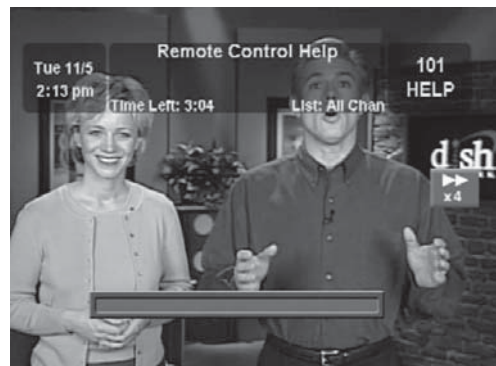 Remote Control Help
Tue 11/5
2:13 pm
101
HELP
Time Left: 3:04
List: All Chan
dish
x4